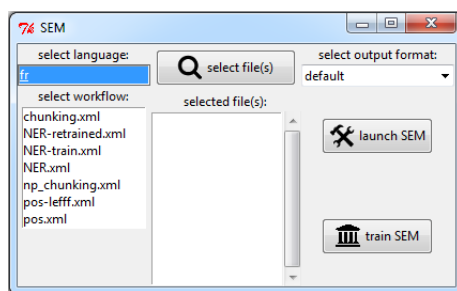 SEM
select language:
fr
select workflow:
chunking.xml
NER-retrained.xml
NER-train.xml
NER.xml
np_chunking.xml
pos-lefff.xml
pos.xml
select file(s)
selected file(s):
select output format:
default
launch SEM
train SEM